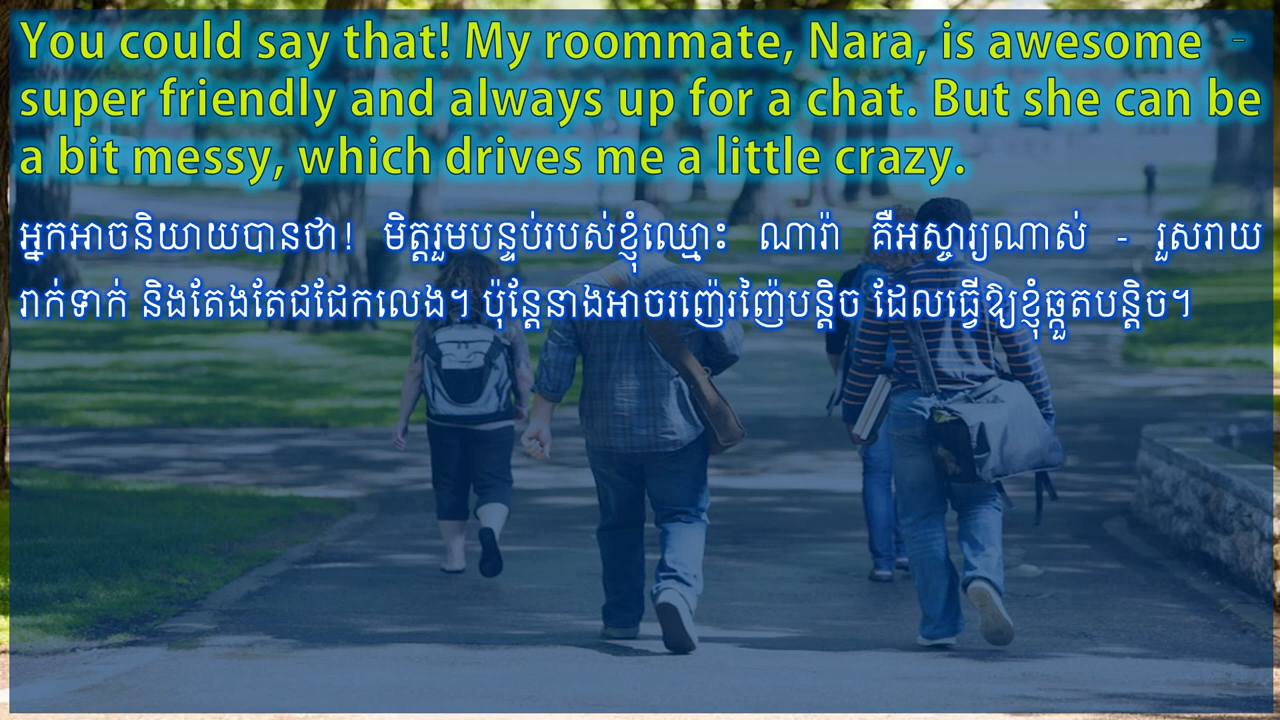 You could say that! My roommate, Nara, is awesome -
super friendly and always up for a chat. But she can be
a bit messy, which drives me a little crazy.
អ្នកអាចនិយាយបានថា! មិត្តរួមបន្ទប់របស់ខ្ញុំឈ្មោះ ណារ៉ា គឺអស្ចារ្យណាស់ - រួសរាយ
រាក់ទាក់ និងតែងតែជជែកលេង។ ប៉ុន្តែនាងអាចរញ៉េរញ៉ៃបន្តិច ដែលធ្វើឱ្យខ្ញុំឆ្កួតបន្តិច។